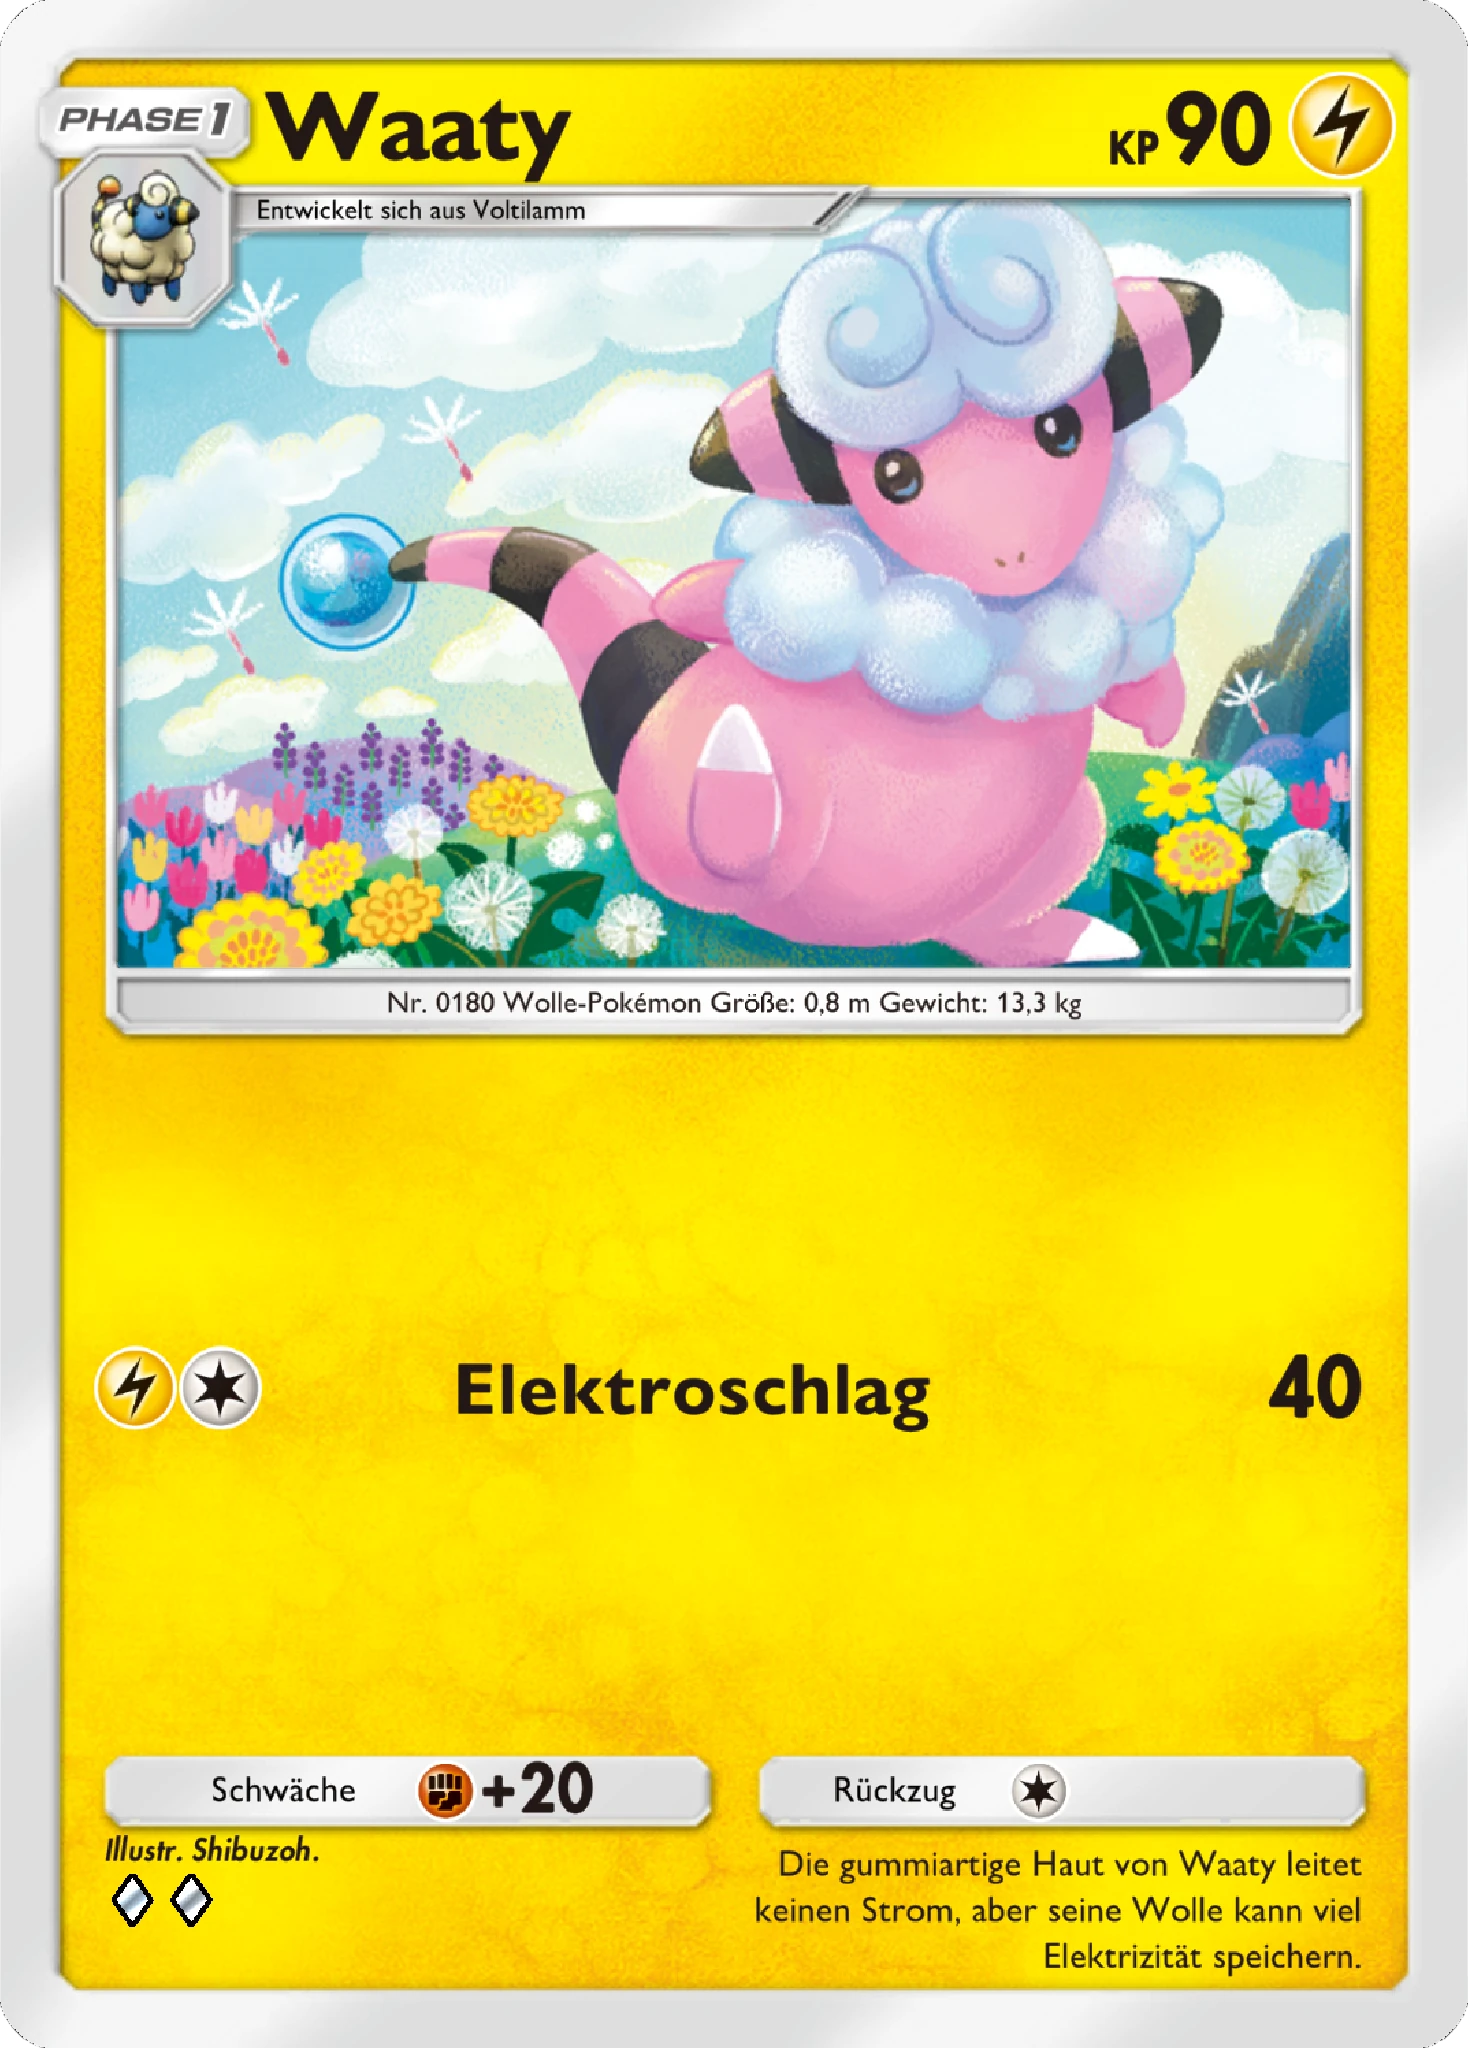 PHASE 1
Waaty
KP 90
Entwickelt sich aus Voltilamm
Nr. 0180 Wolle-Pokémon Größe: 0,8 m Gewicht: 13,3 kg
Elektroschlag 40
Schwäche +20
Rückzug
Illustr. Shibuzoh.
Die gummiartige Haut von Waaty leitet
keinen Strom, aber seine Wolle kann viel
Elektrizität speichern.